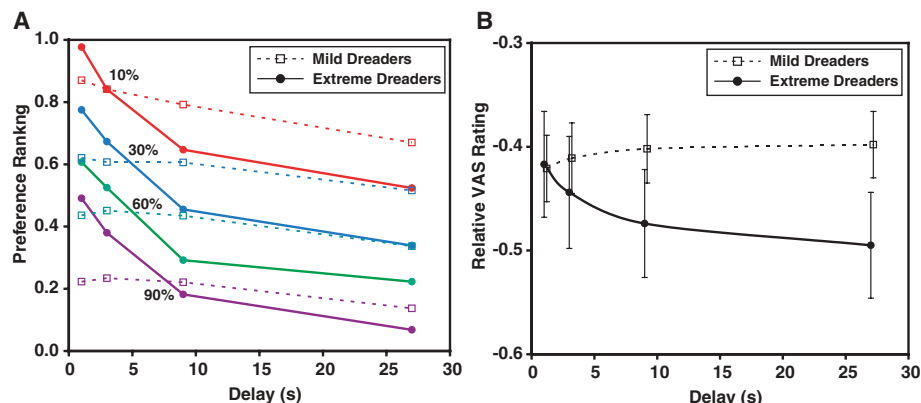 A
Preference Rankng
1.0
0.8
0.6
0.4
0.2
0.0
Mild Dreaders
Extreme Dreaders
10%
30%
60%
90%
0 5 10 15 20 25 30
Delay (s)
B
Relative VAS Rating
-0.3
-0.4
-0.5
-0.6
Mild Dreaders
Extreme Dreaders
0 5 10 15 20 25 30
Delay (s)